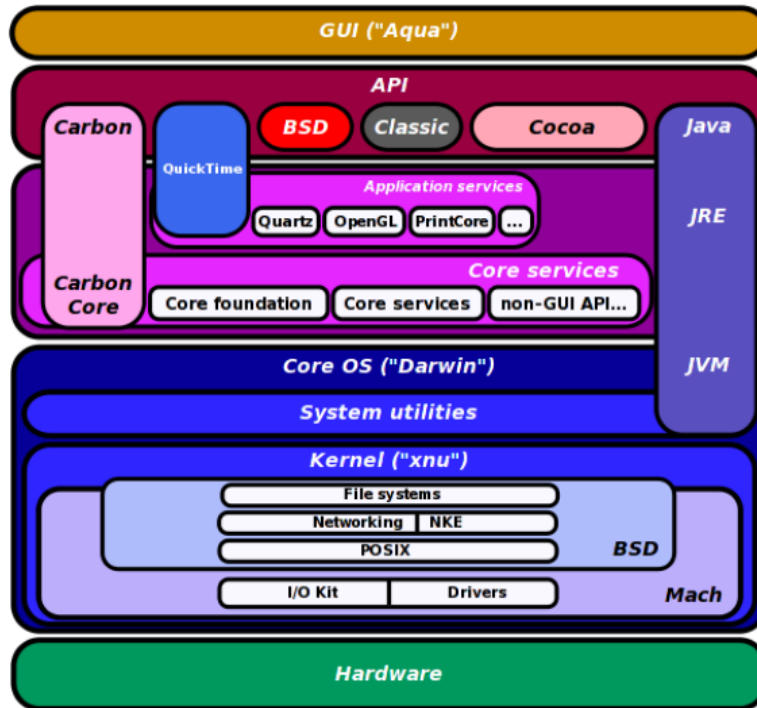 GUI ("Aqua")
API
Carbon
QuickTime
BSD
Classic
Cocoa
Java
Application services
Quartz
OpenGL
PrintCore
...
JRE
Core services
Carbon
Core
Core foundation
Core services
non-GUI API...
Core OS ("Darwin")
JVM
System utilities
Kernel ("xnu")
File systems
Networking
NKE
POSIX
BSD
I/O Kit
Drivers
Mach
Hardware